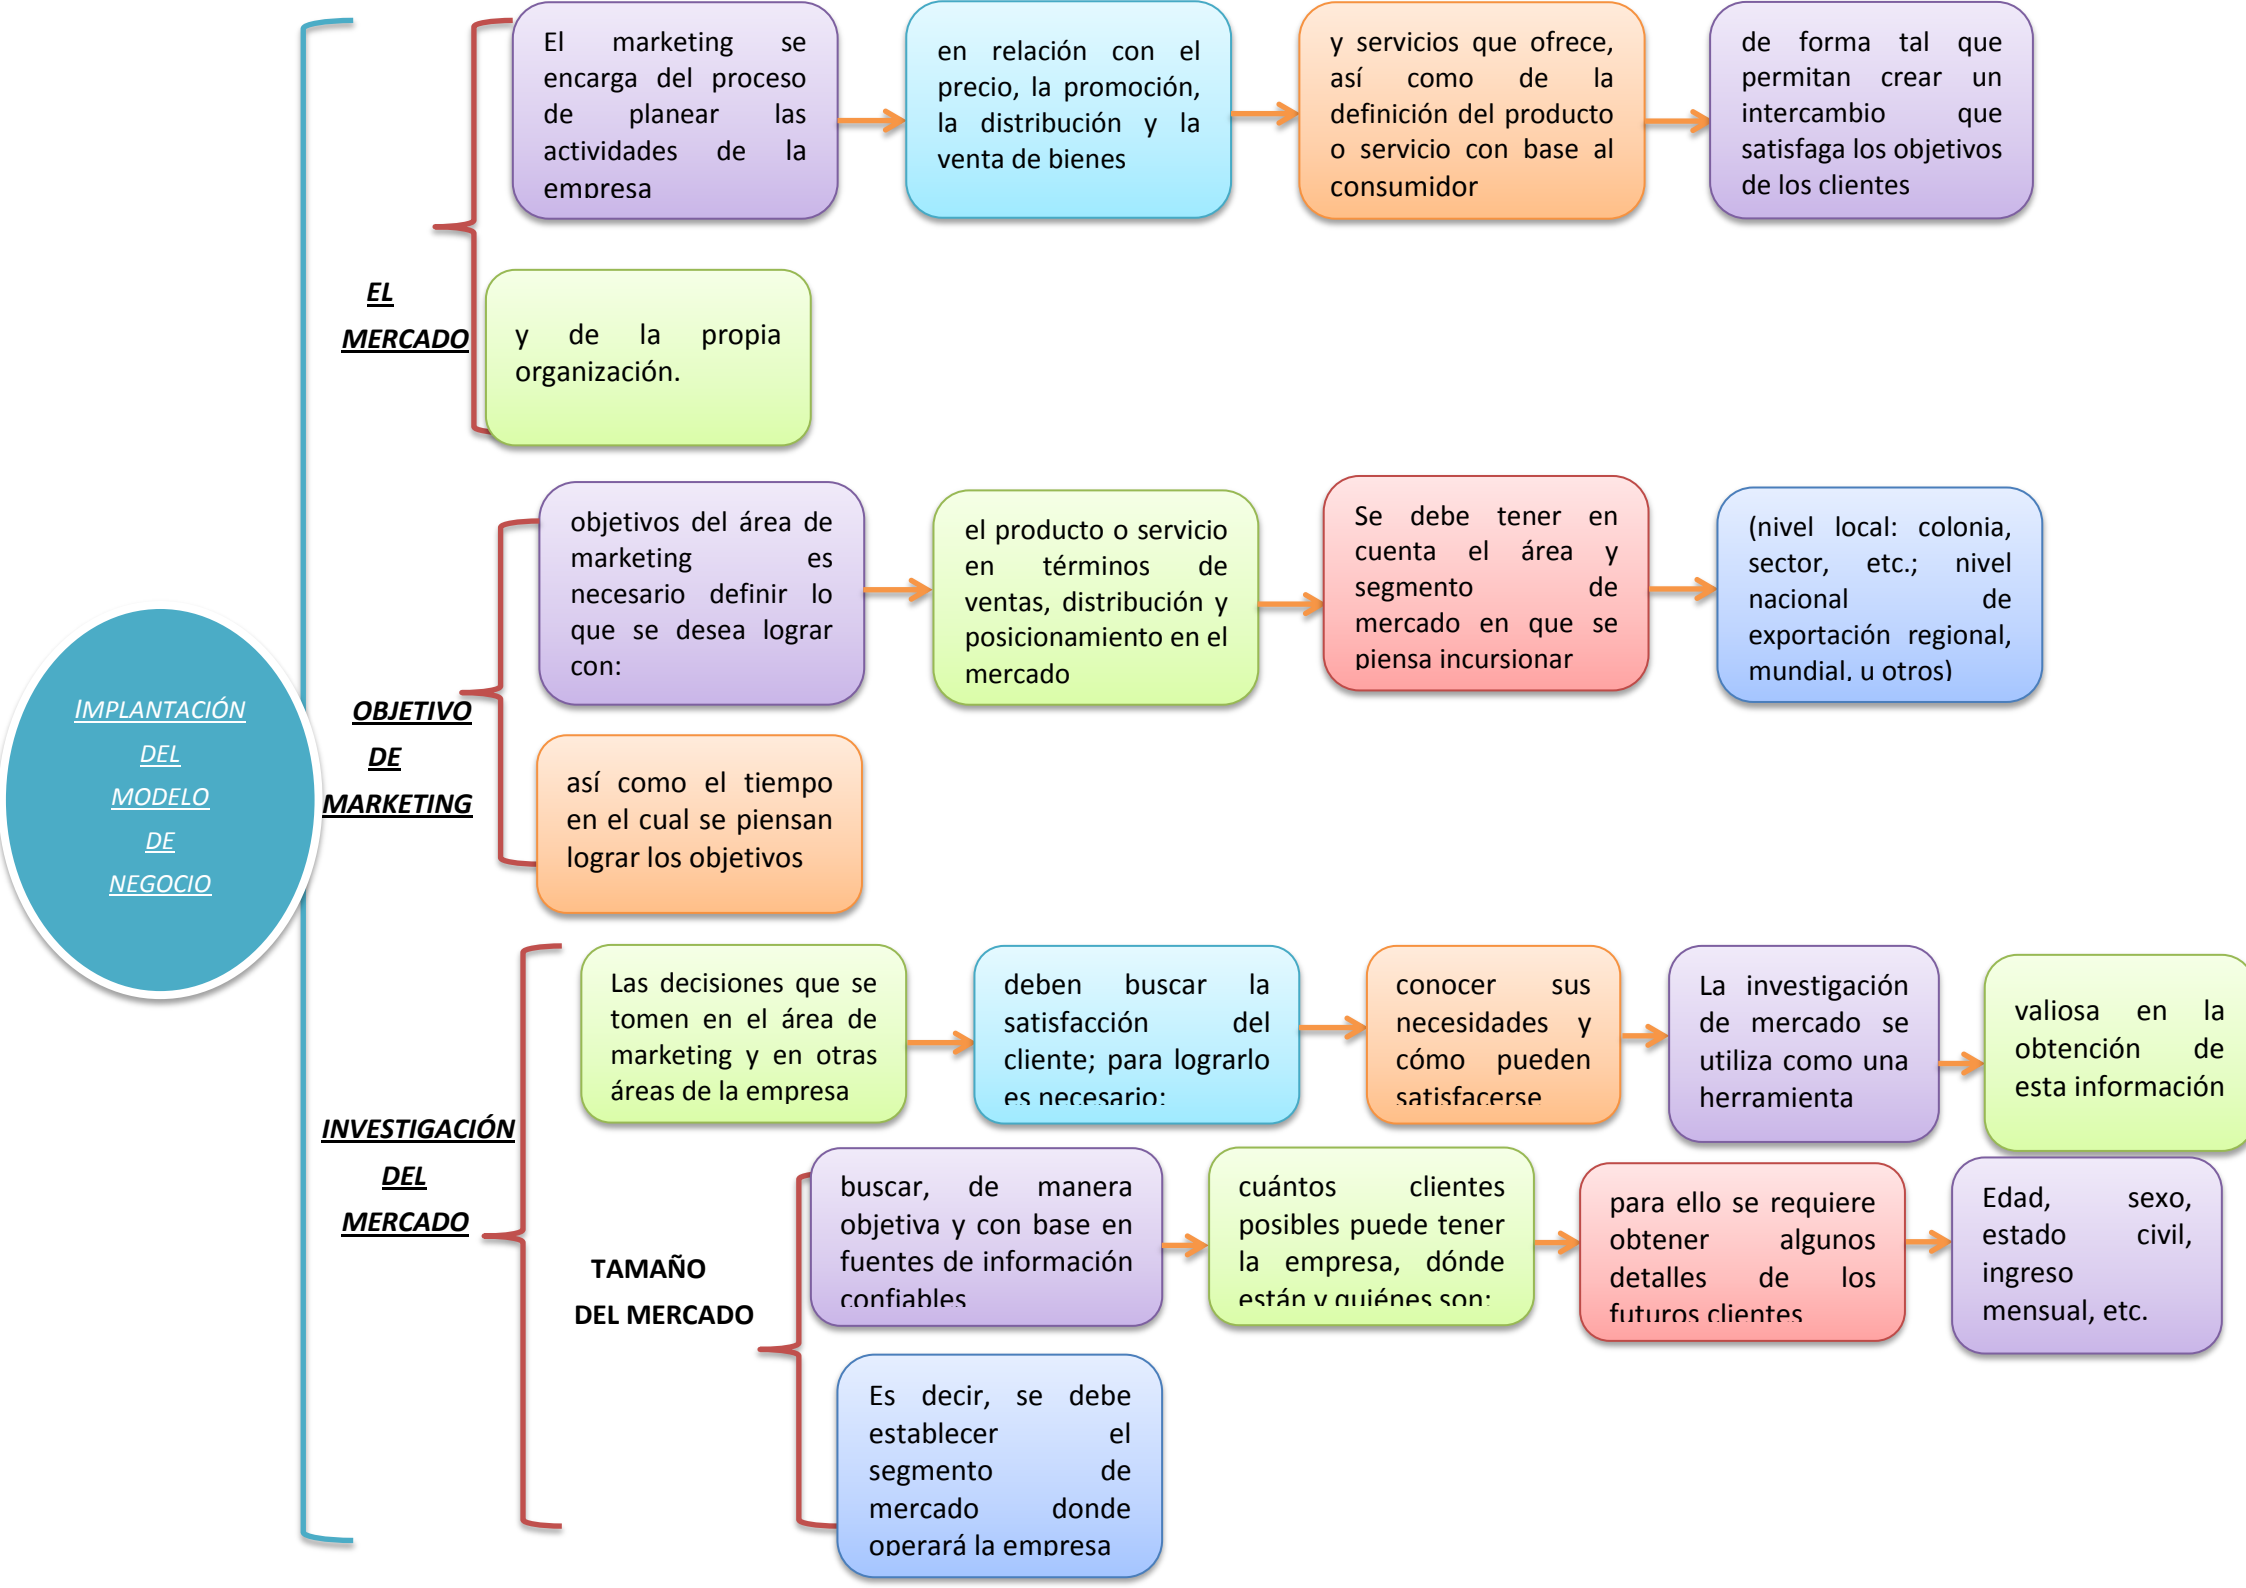 IMPLANTACIÓN
DEL
MODELO
DE
NEGOCIO
EL
MERCADO
El marketing se
encarga del proceso
de planear las
actividades de la
empresa
en relación con el
precio, la promoción,
la distribución y la
venta de bienes
y servicios que ofrece,
así como de la
definición del producto
o servicio con base al
consumidor
de forma tal que
permitan crear un
intercambio que
satisfaga los objetivos
de los clientes
y de la propia
organización.
OBJETIVO
DE
MARKETING
objetivos del área de
marketing es
necesario definir lo
que se desea lograr
con:
el producto o servicio
en términos de
ventas, distribución y
posicionamiento en el
mercado
Se debe tener en
cuenta el área y
segmento de
mercado en que se
piensa incursionar
(nivel local: colonia,
sector, etc.; nivel
nacional de
exportación regional,
mundial, u otros)
así como el tiempo
en el cual se piensan
lograr los objetivos
INVESTIGACIÓN
DEL
MERCADO
Las decisiones que se
tomen en el área de
marketing y en otras
áreas de la empresa
deben buscar la
satisfacción del
cliente; para lograrlo
es necesario:
conocer sus
necesidades y
cómo pueden
satisfacerse
La investigación
de mercado se
utiliza como una
herramienta
valiosa en la
obtención de
esta información
TAMAÑO
DEL MERCADO
buscar, de manera
objetiva y con base en
fuentes de información
confiables
cuántos clientes
posibles puede tener
la empresa, dónde
están y quiénes son:
para ello se requiere
obtener algunos
detalles de los
futuros clientes
Edad, sexo,
estado civil,
ingreso
mensual, etc.
Es decir, se debe
establecer el
segmento de
mercado donde
operará la empresa